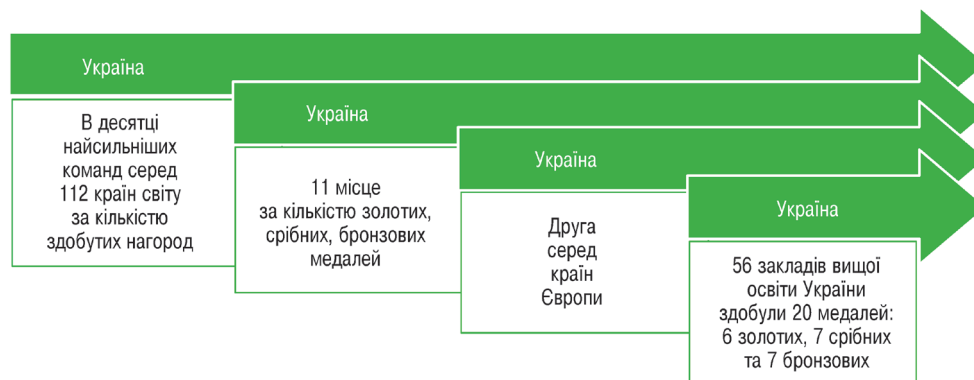 Україна
В десятці
найсильніших
команд серед
112 країн світу
за кількістю
здобутих нагород
Україна
11 місце
за кількістю золотих,
срібних, бронзових
медалей
Україна
Друга
серед
країн
Європи
Україна
56 закладів вищої
освіти України
здобули 20 медалей:
6 золотих, 7 срібних
та 7 бронзових